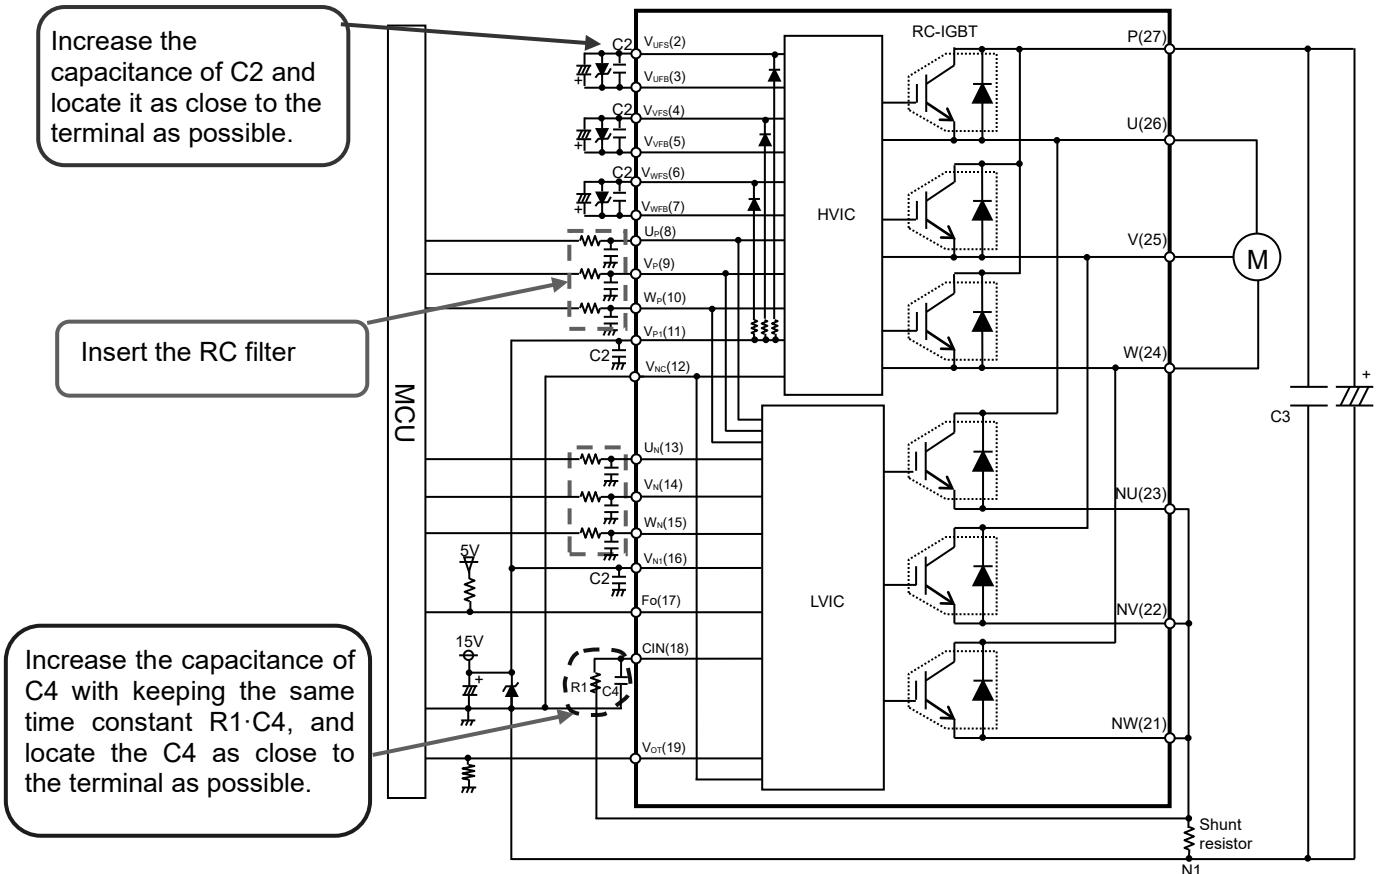 Increase the
capacitance of C2 and
locate it as close to the
terminal as possible.
Insert the RC filter
Increase the capacitance of
C4 with keeping the same
time constant R1·C4, and
locate the C4 as close to
the terminal as possible.
MCU
5V
15V
+
C2
+
C2
+
C2
+
C2
C2
R1
C4
VUFS(2)
VUFB(3)
VVFS(4)
VVFB(5)
VWFS(6)
VWFB(7)
UP(8)
VP(9)
WP(10)
VP1(11)
VNC(12)
UN(13)
VN(14)
WN(15)
VN1(16)
Fo(17)
CIN(18)
VOT(19)
HVIC
LVIC
RC-IGBT
P(27)
U(26)
V(25)
W(24)
NU(23)
NV(22)
NW(21)
M
C3
+
Shunt
resistor
N1